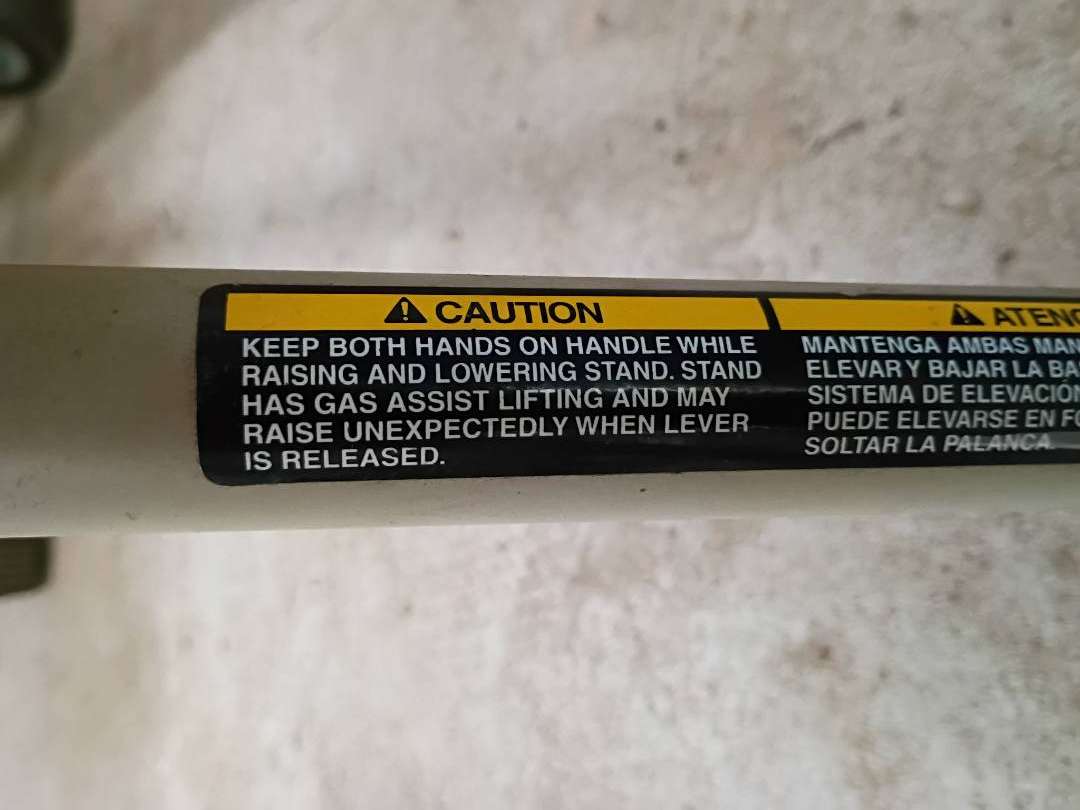 CAUTION
KEEP BOTH HANDS ON HANDLE WHILE
RAISING AND LOWERING STAND. STAND
HAS GAS ASSIST LIFTING AND MAY
RAISE UNEXPECTEDLY WHEN LEVER
IS RELEASED.
MANTENGA AMBAS
ELEVAR Y BAJAR LA
SISTEMA DE ELEVACIÓN
PUEDE ELEVARSE EN
SOLTAR LA PALANCA.